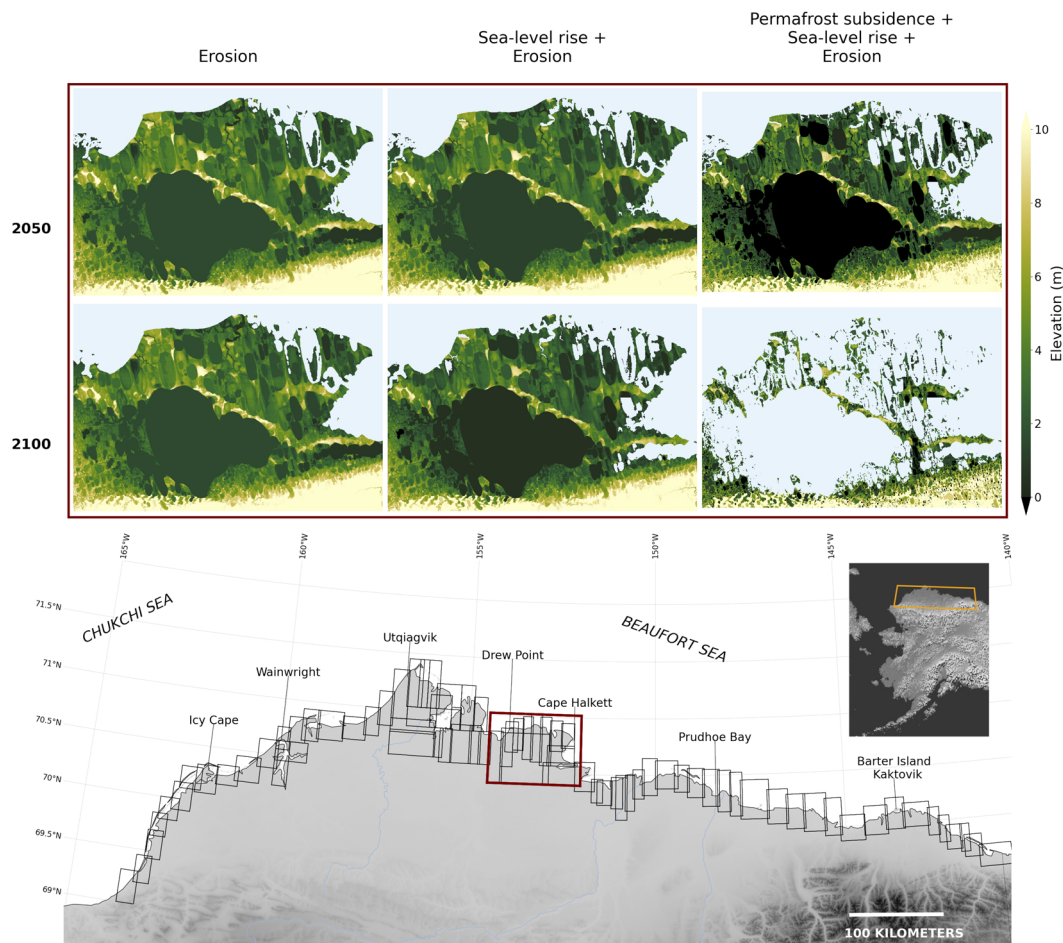 Erosion
Sea-level rise +
Erosion
Permafrost subsidence +
Sea-level rise +
Erosion
2050
2100
10
8
6
4
2
0
Elevation (m)
165°W
160°W
155°W
150°W
145°W
140°W
71.5°N
71°N
70.5°N
70°N
69.5°N
69°N
CHUKCHI SEA
BEAUFORT SEA
Utqiagvik
Drew Point
Wainwright
Cape Halkett
Icy Cape
Prudhoe Bay
Barter Island
Kaktovik
100 KILOMETERS